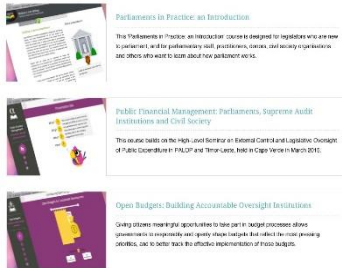 Parliaments in Practice: an Introduction
This 'Parliaments in Practice: an Introduction' course is designed for legislators who are new
to parliament, and for parliamentary staff, practitioners, donors, civil society organisations
and others who want to learn about how parliament works.
Public Financial Management: Parliaments, Supreme Audit
Institutions and Civil Society
This course builds on the High-Level Seminar on External Control and Legislative Oversight
of Public Expenditure in PALOP and Timor-Leste, held in Cape Verde in March 2015.
Open Budgets: Building Accountable Oversight Institutions
Giving citizens meaningful opportunities to take part in budget processes allows
governments to responsibly and openly shape budgets that reflect the most pressing
priorities, and to better track the effective implementation of those budgets.